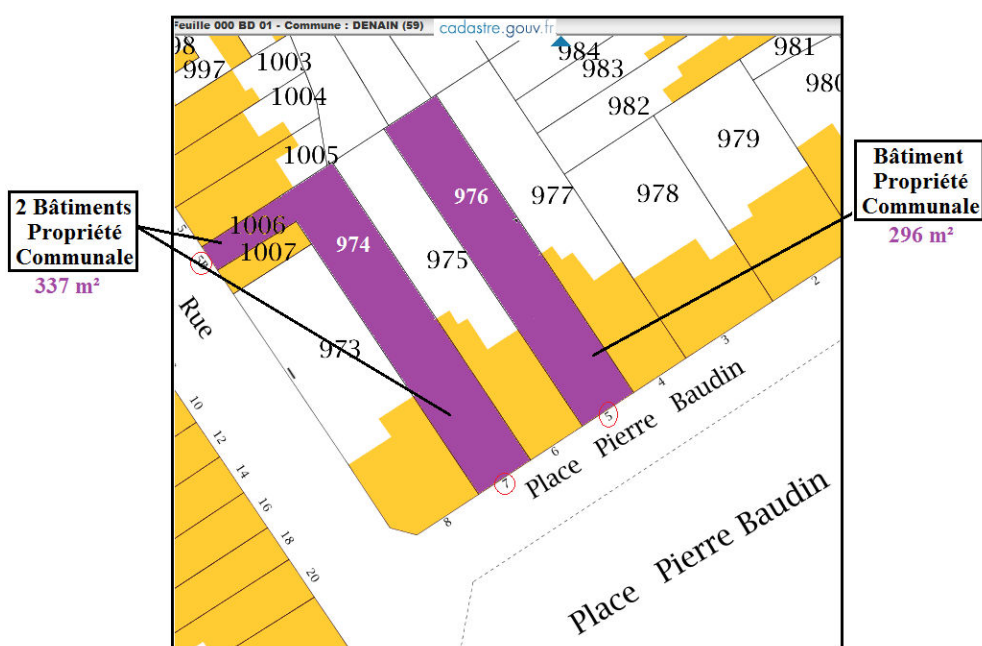 Feuille 000 BD 01 - Commune : DENAIN (59)
cadastre.gouv.fr
98
997
1003
1004
1005
984
983
982
981
980
979
978
977
976
975
974
973
1006
1007
2 Bâtiments
Propriété
Communale
337 m²
Bâtiment
Propriété
Communale
296 m²
Rue
5
5B
10
12
14
16
18
20
8
7
6
5
4
3
2
Place Pierre Baudin
Place Pierre Baudin